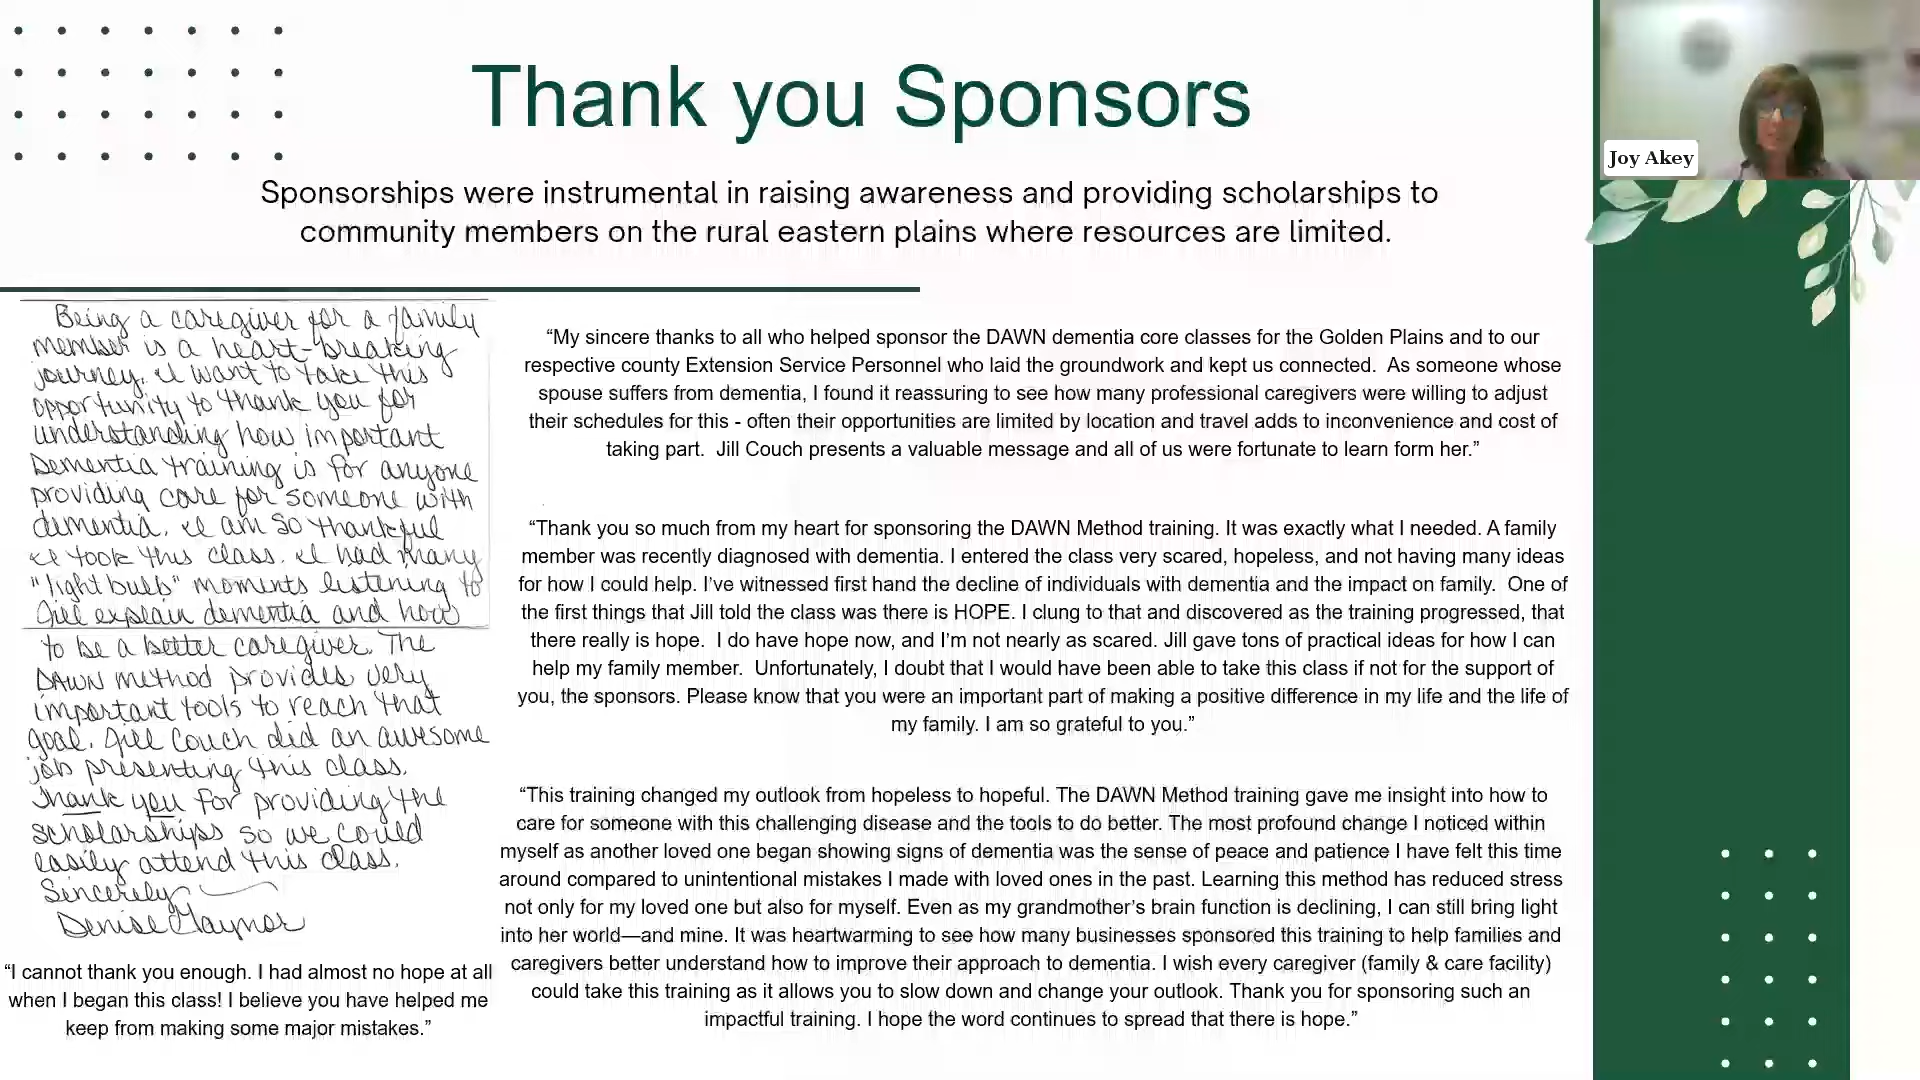 Thank you Sponsors
Joy Akey
Sponsorships were instrumental in raising awareness and providing scholarships to
community members on the rural eastern plains where resources are limited.
Being a caregiver for a family
member is a heart-breaking
journey. I want to take this
opportunity to thank you for
understanding how important
Dementia training is for anyone
providing care for someone with
dimentia. I am so thankful
I took this class. I had many
"light bulb" moments listening to
Jill explain dementia and how
to be a better caregiver. The
DAWN method provides very
important tools to reach that
goal. Jill Couch did an awesome
job presenting this class.
Thank you for providing the
scholarships so we could
easily attend this class.
Sincerely
Denise Gaynor
“I cannot thank you enough. I had almost no hope at all
when I began this class! I believe you have helped me
keep from making some major mistakes.”
“My sincere thanks to all who helped sponsor the DAWN dementia core classes for the Golden Plains and to our
respective county Extension Service Personnel who laid the groundwork and kept us connected.  As someone whose
spouse suffers from dementia, I found it reassuring to see how many professional caregivers were willing to adjust
their schedules for this - often their opportunities are limited by location and travel adds to inconvenience and cost of
taking part.  Jill Couch presents a valuable message and all of us were fortunate to learn form her.”
“Thank you so much from my heart for sponsoring the DAWN Method training. It was exactly what I needed. A family
member was recently diagnosed with dementia. I entered the class very scared, hopeless, and not having many ideas
for how I could help. I’ve witnessed first hand the decline of individuals with dementia and the impact on family.  One of
the first things that Jill told the class was there is HOPE. I clung to that and discovered as the training progressed, that
there really is hope.  I do have hope now, and I’m not nearly as scared. Jill gave tons of practical ideas for how I can
help my family member.  Unfortunately, I doubt that I would have been able to take this class if not for the support of
you, the sponsors. Please know that you were an important part of making a positive difference in my life and the life of
my family. I am so grateful to you.”
“This training changed my outlook from hopeless to hopeful. The DAWN Method training gave me insight into how to
care for someone with this challenging disease and the tools to do better. The most profound change I noticed within
myself as another loved one began showing signs of dementia was the sense of peace and patience I have felt this time
around compared to unintentional mistakes I made with loved ones in the past. Learning this method has reduced stress
not only for my loved one but also for myself. Even as my grandmother’s brain function is declining, I can still bring light
into her world—and mine. It was heartwarming to see how many businesses sponsored this training to help families and
caregivers better understand how to improve their approach to dementia. I wish every caregiver (family & care facility)
could take this training as it allows you to slow down and change your outlook. Thank you for sponsoring such an
impactful training. I hope the word continues to spread that there is hope.”